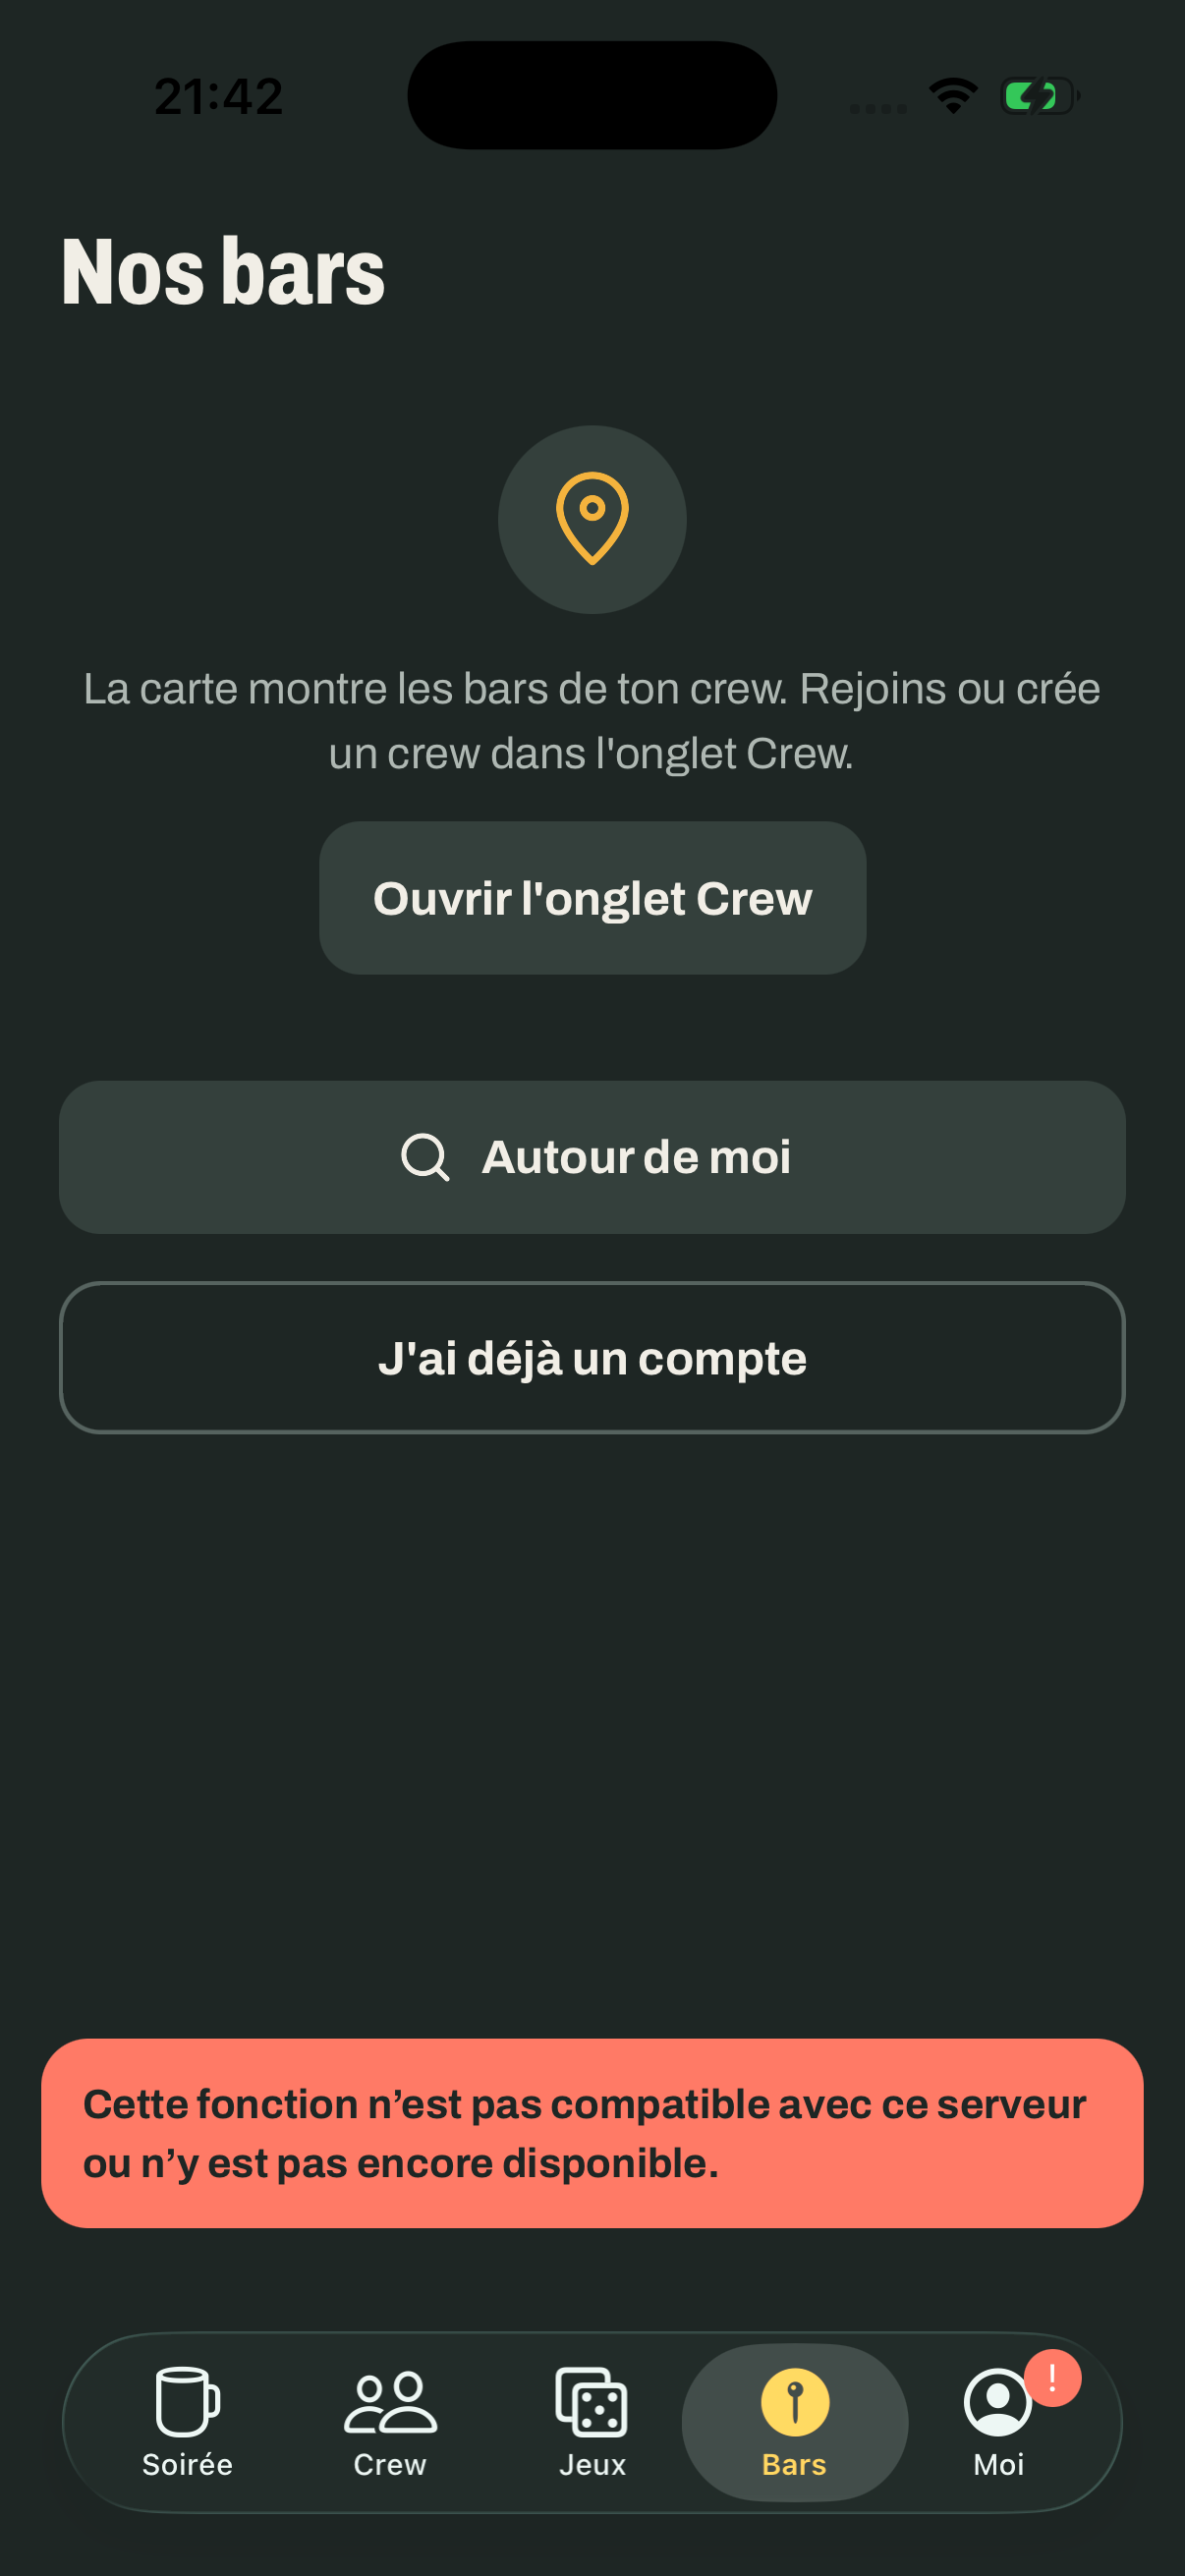 21:42
Nos bars
La carte montre les bars de ton crew. Rejoins ou crée
un crew dans l'onglet Crew.
Ouvrir l'onglet Crew
Autour de moi
J'ai déjà un compte
Cette fonction n’est pas compatible avec ce serveur
ou n’y est pas encore disponible.
!
Soirée Crew Jeux Bars Moi